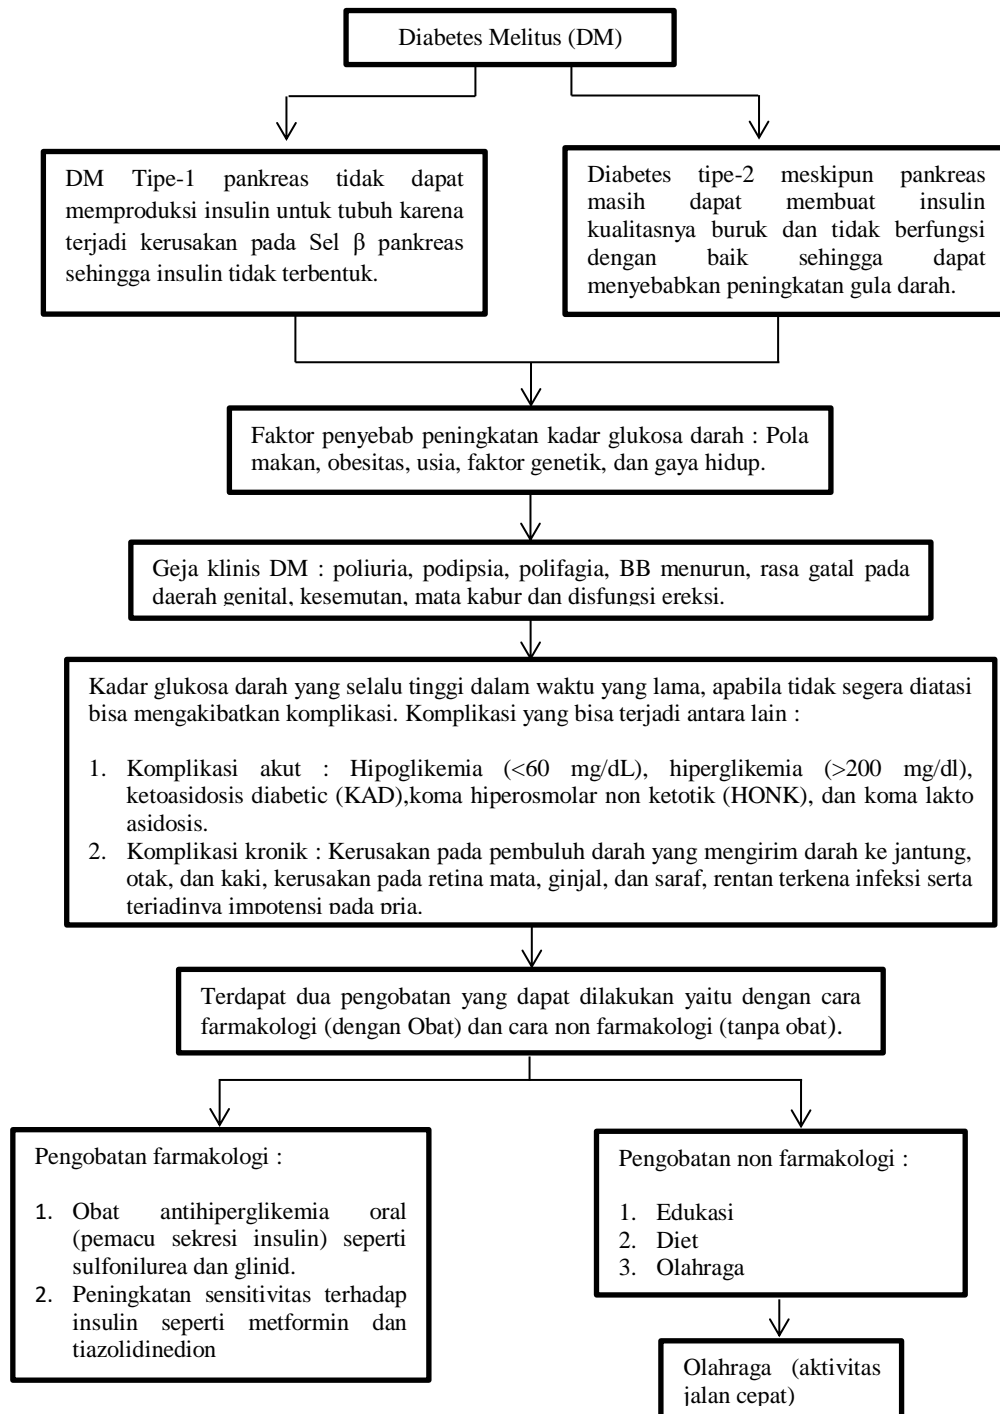 Diabetes Melitus (DM)
DM Tipe-1 pankreas tidak dapat
memproduksi insulin untuk tubuh karena
terjadi kerusakan pada Sel β pankreas
sehingga insulin tidak terbentuk.
Diabetes tipe-2 meskipun pankreas
masih dapat membuat insulin
kualitasnya buruk dan tidak berfungsi
dengan baik sehingga dapat
menyebabkan peningkatan gula darah.
Faktor penyebab peningkatan kadar glukosa darah : Pola
makan, obesitas, usia, faktor genetik, dan gaya hidup.
Geja klinis DM : poliuria, podipsia, polifagia, BB menurun, rasa gatal pada
daerah genital, kesemutan, mata kabur dan disfungsi ereksi.
Kadar glukosa darah yang selalu tinggi dalam waktu yang lama, apabila tidak segera diatasi
bisa mengakibatkan komplikasi. Komplikasi yang bisa terjadi antara lain :
1. Komplikasi akut : Hipoglikemia (<60 mg/dL), hiperglikemia (>200 mg/dl),
ketoasidosis diabetic (KAD),koma hiperosmolar non ketotik (HONK), dan koma lakto
asidosis.
2. Komplikasi kronik : Kerusakan pada pembuluh darah yang mengirim darah ke jantung,
otak, dan kaki, kerusakan pada retina mata, ginjal, dan saraf, rentan terkena infeksi serta
terjadinya impotensi pada pria.
Terdapat dua pengobatan yang dapat dilakukan yaitu dengan cara
farmakologi (dengan Obat) dan cara non farmakologi (tanpa obat).
Pengobatan farmakologi :
1. Obat antihiperglikemia oral
(pemacu sekresi insulin) seperti
sulfonilurea dan glinid.
2. Peningkatan sensitivitas terhadap
insulin seperti metformin dan
tiazolidinedion
Pengobatan non farmakologi :
1. Edukasi
2. Diet
3. Olahraga
Olahraga (aktivitas
jalan cepat)